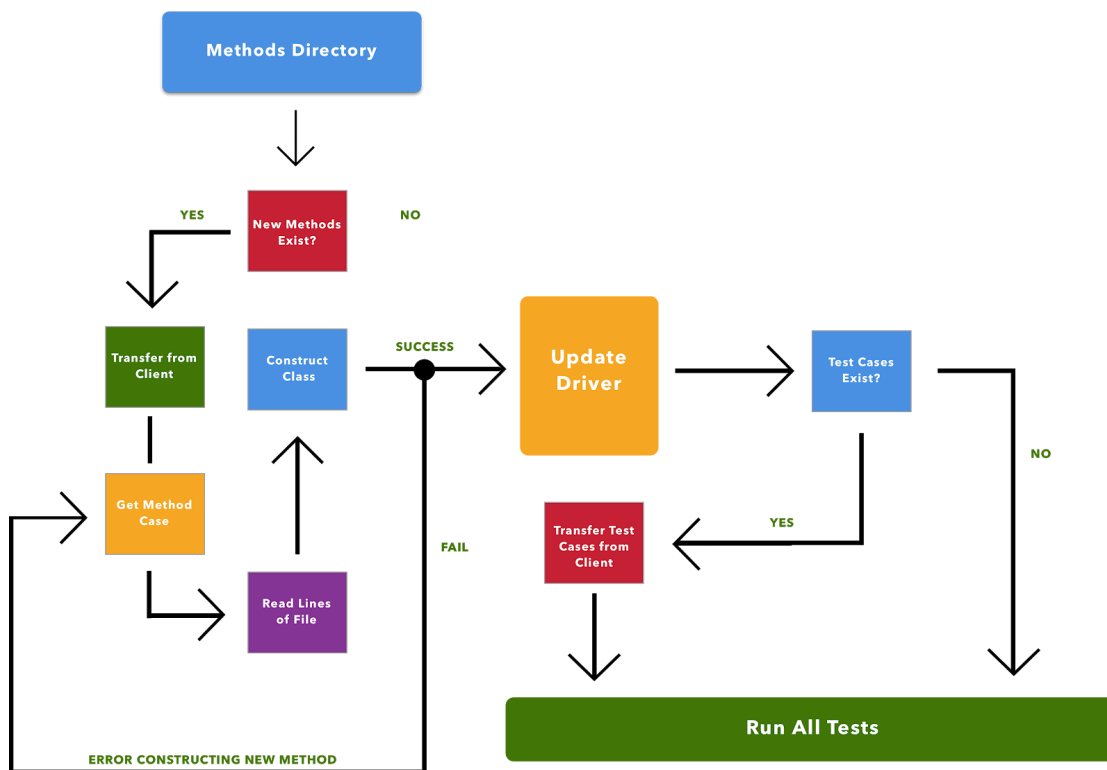 Methods Directory
YES
NO
New Methods
Exist?
Transfer from
Client
Construct
Class
SUCCESS
Update
Driver
Test Cases
Exist?
NO
Get Method
Case
YES
Transfer Test
Cases from
Client
FAIL
Read Lines
of File
Run All Tests
ERROR CONSTRUCTING NEW METHOD